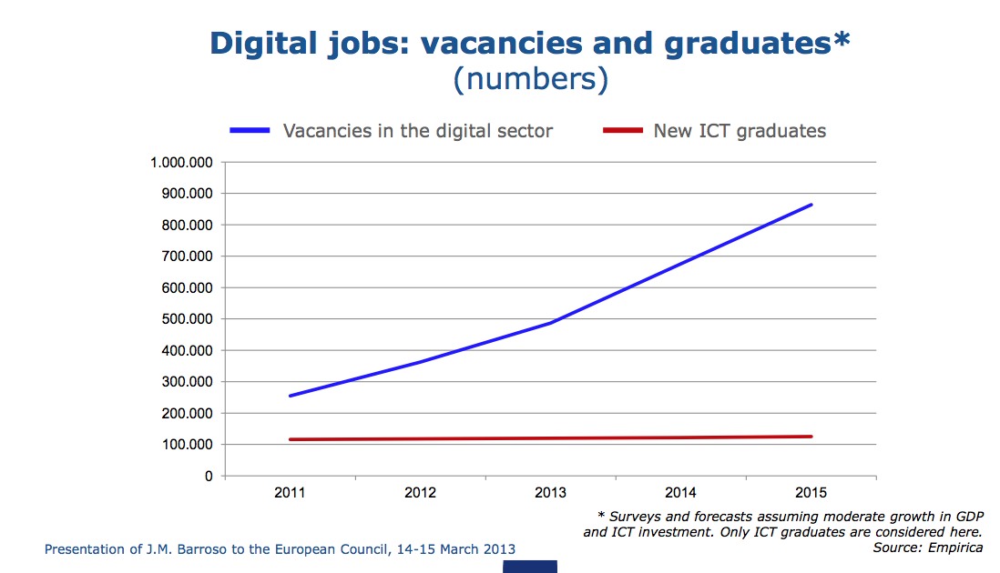 Digital jobs: vacancies and graduates*
(numbers)
Vacancies in the digital sector
New ICT graduates
1.000.000
900.000
800.000
700.000
600.000
500.000
400.000
300.000
200.000
100.000
0
2011
2012
2013
2014
2015
* Surveys and forecasts assuming moderate growth in GDP
and ICT investment. Only ICT graduates are considered here.
Source: Empirica
Presentation of J.M. Barroso to the European Council, 14-15 March 2013